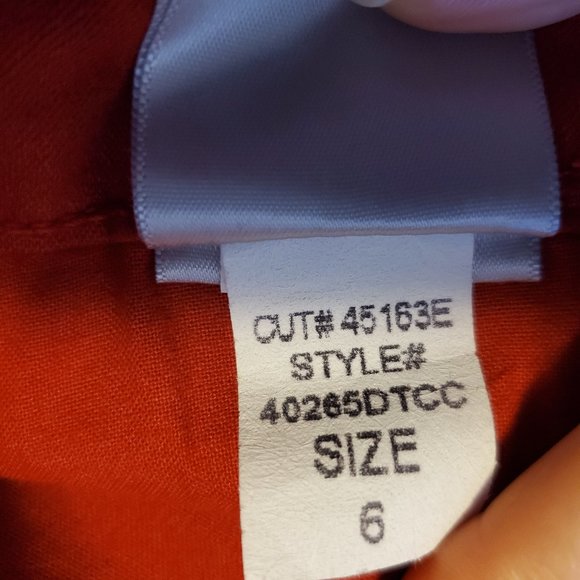 CUT# 45163E
STYLE#
40265DTCC
SIZE
6